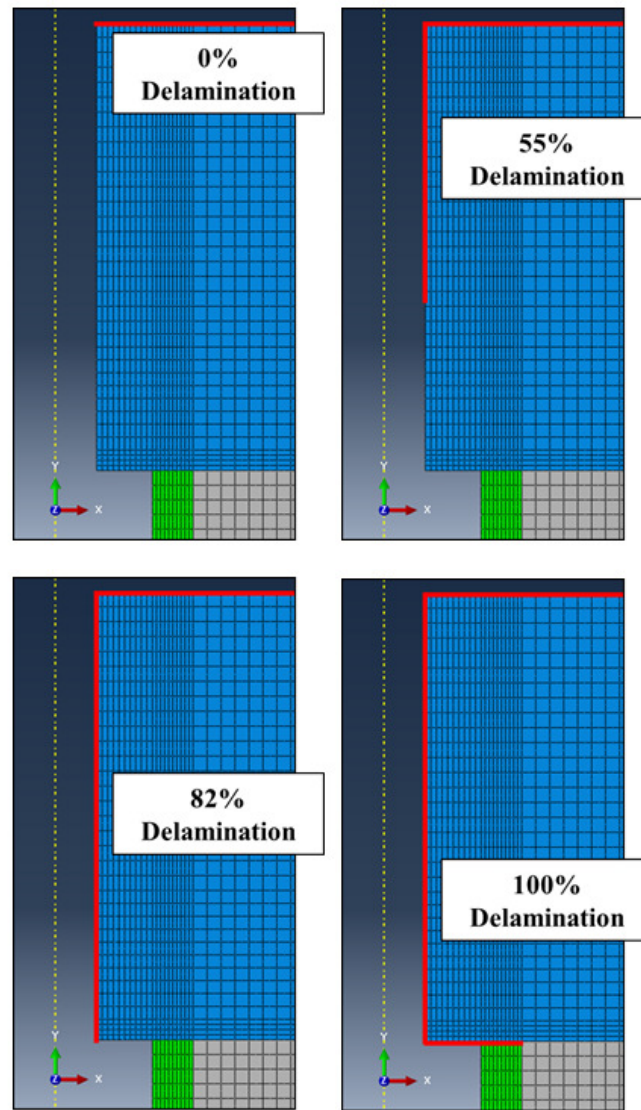 0%
Delamination
55%
Delamination
Y
Z
X
Y
Z
X
82%
Delamination
100%
Delamination
Y
Z
X
Y
Z
X